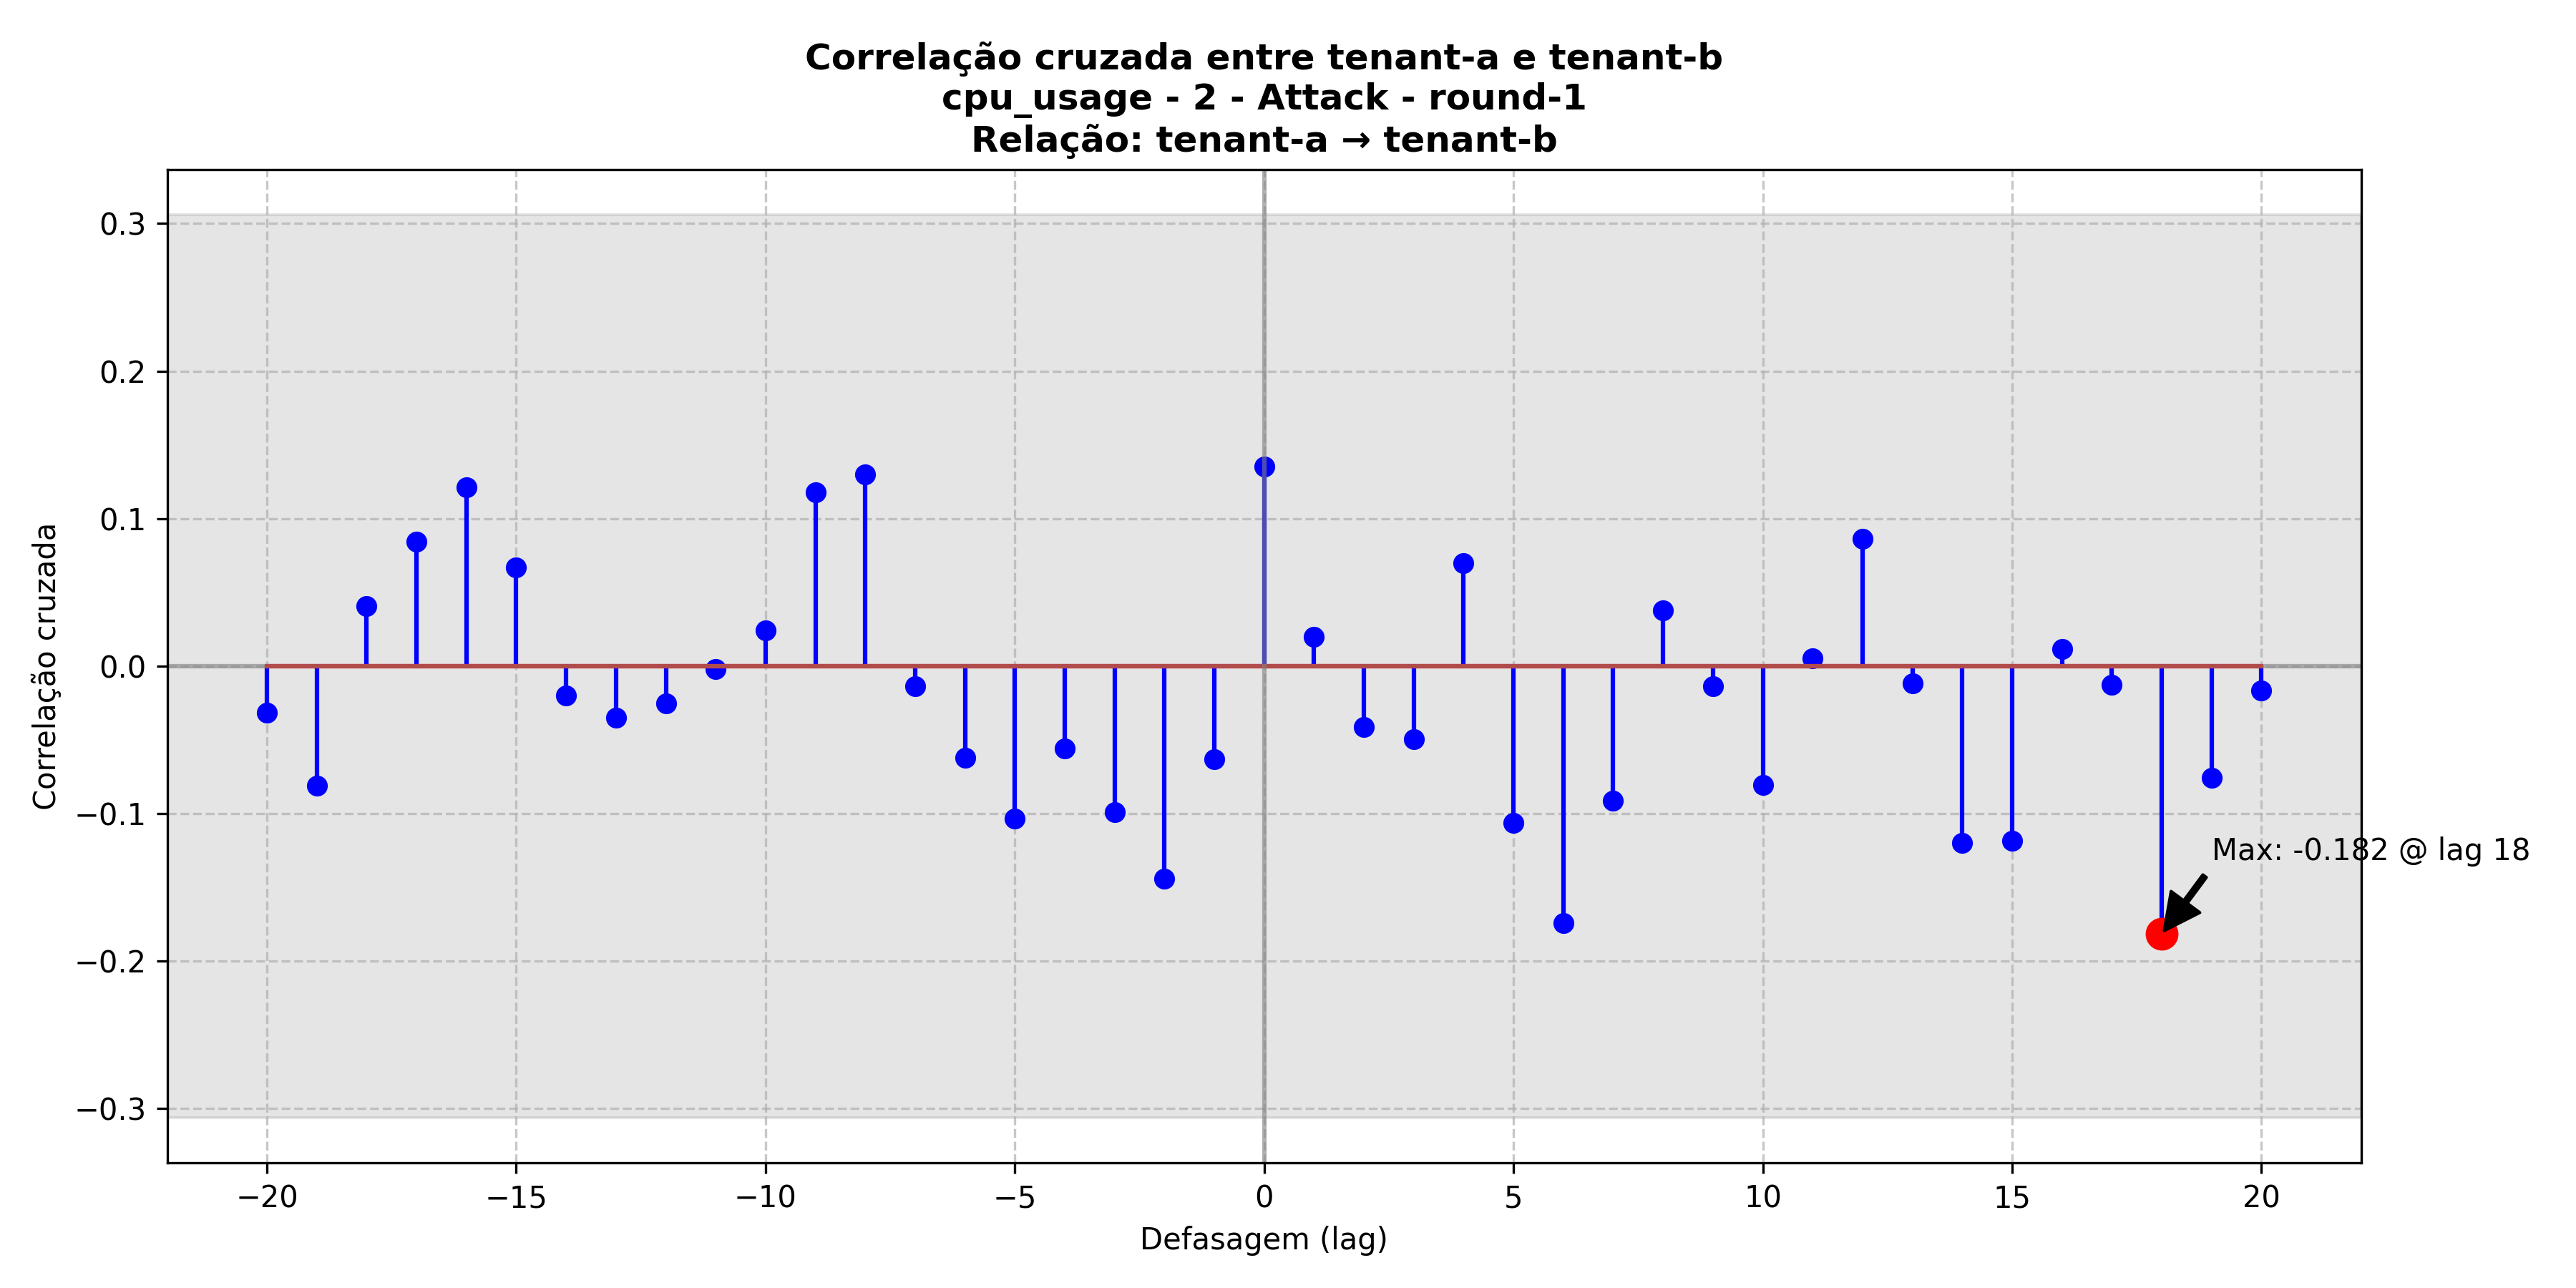 Correlação cruzada entre tenant-a e tenant-b
cpu_usage - 2 - Attack - round-1
Relação: tenant-a → tenant-b
0.3
0.2
0.1
0.0
−0.1
−0.2
−0.3
Correlação cruzada
Max: -0.182 @ lag 18
−20
−15
−10
−5
0
5
10
15
20
Defasagem (lag)